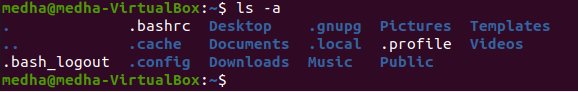 medha@medha-VirtualBox:~$ ls -a
. .bashrc Desktop .gnupg Pictures Templates
.. .cache Documents .local .profile Videos
.bash_logout .config Downloads Music Public
medha@medha-VirtualBox:~$